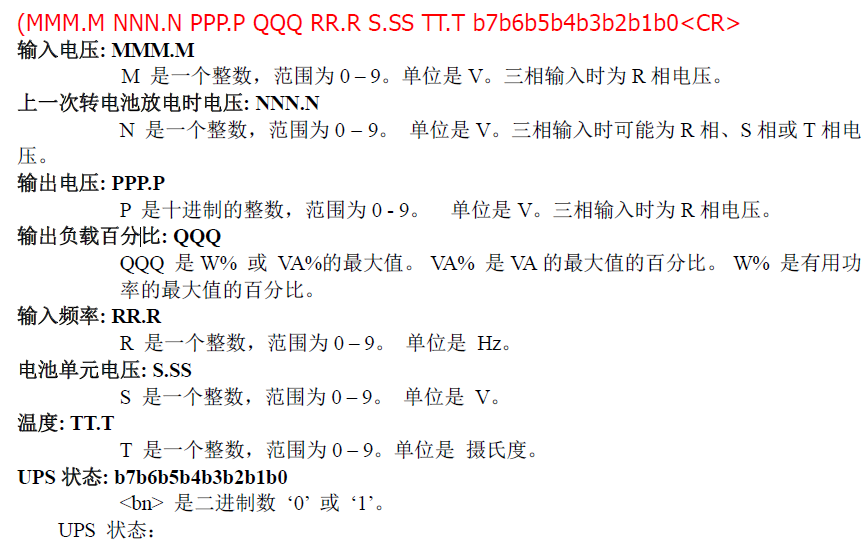 (MMM.M NNN.N PPP.P QQQ RR.R S.SS TT.T b7b6b5b4b3b2b1b0<CR>
输入电压: MMM.M
M 是一个整数，范围为 0 – 9。单位是 V。三相输入时为 R 相电压。
上一次转电池放电时电压: NNN.N
N 是一个整数，范围为 0 – 9。 单位是 V。三相输入时可能为 R 相、S 相或 T 相电
压。
输出电压: PPP.P
P 是十进制的整数，范围为 0 - 9。 单位是 V。三相输入时为 R 相电压。
输出负载百分比: QQQ
QQQ 是 W% 或 VA%的最大值。 VA% 是 VA 的最大值的百分比。 W% 是有用功
率的最大值的百分比。
输入频率: RR.R
R 是一个整数，范围为 0 – 9。 单位是 Hz。
电池单元电压: S.SS
S 是一个整数，范围为 0 – 9。 单位是 V。
温度: TT.T
T 是一个整数，范围为 0 – 9。单位是 摄氏度。
UPS 状态: b7b6b5b4b3b2b1b0
<bn> 是二进制数 ‘0’ 或 ‘1’。
UPS 状态：